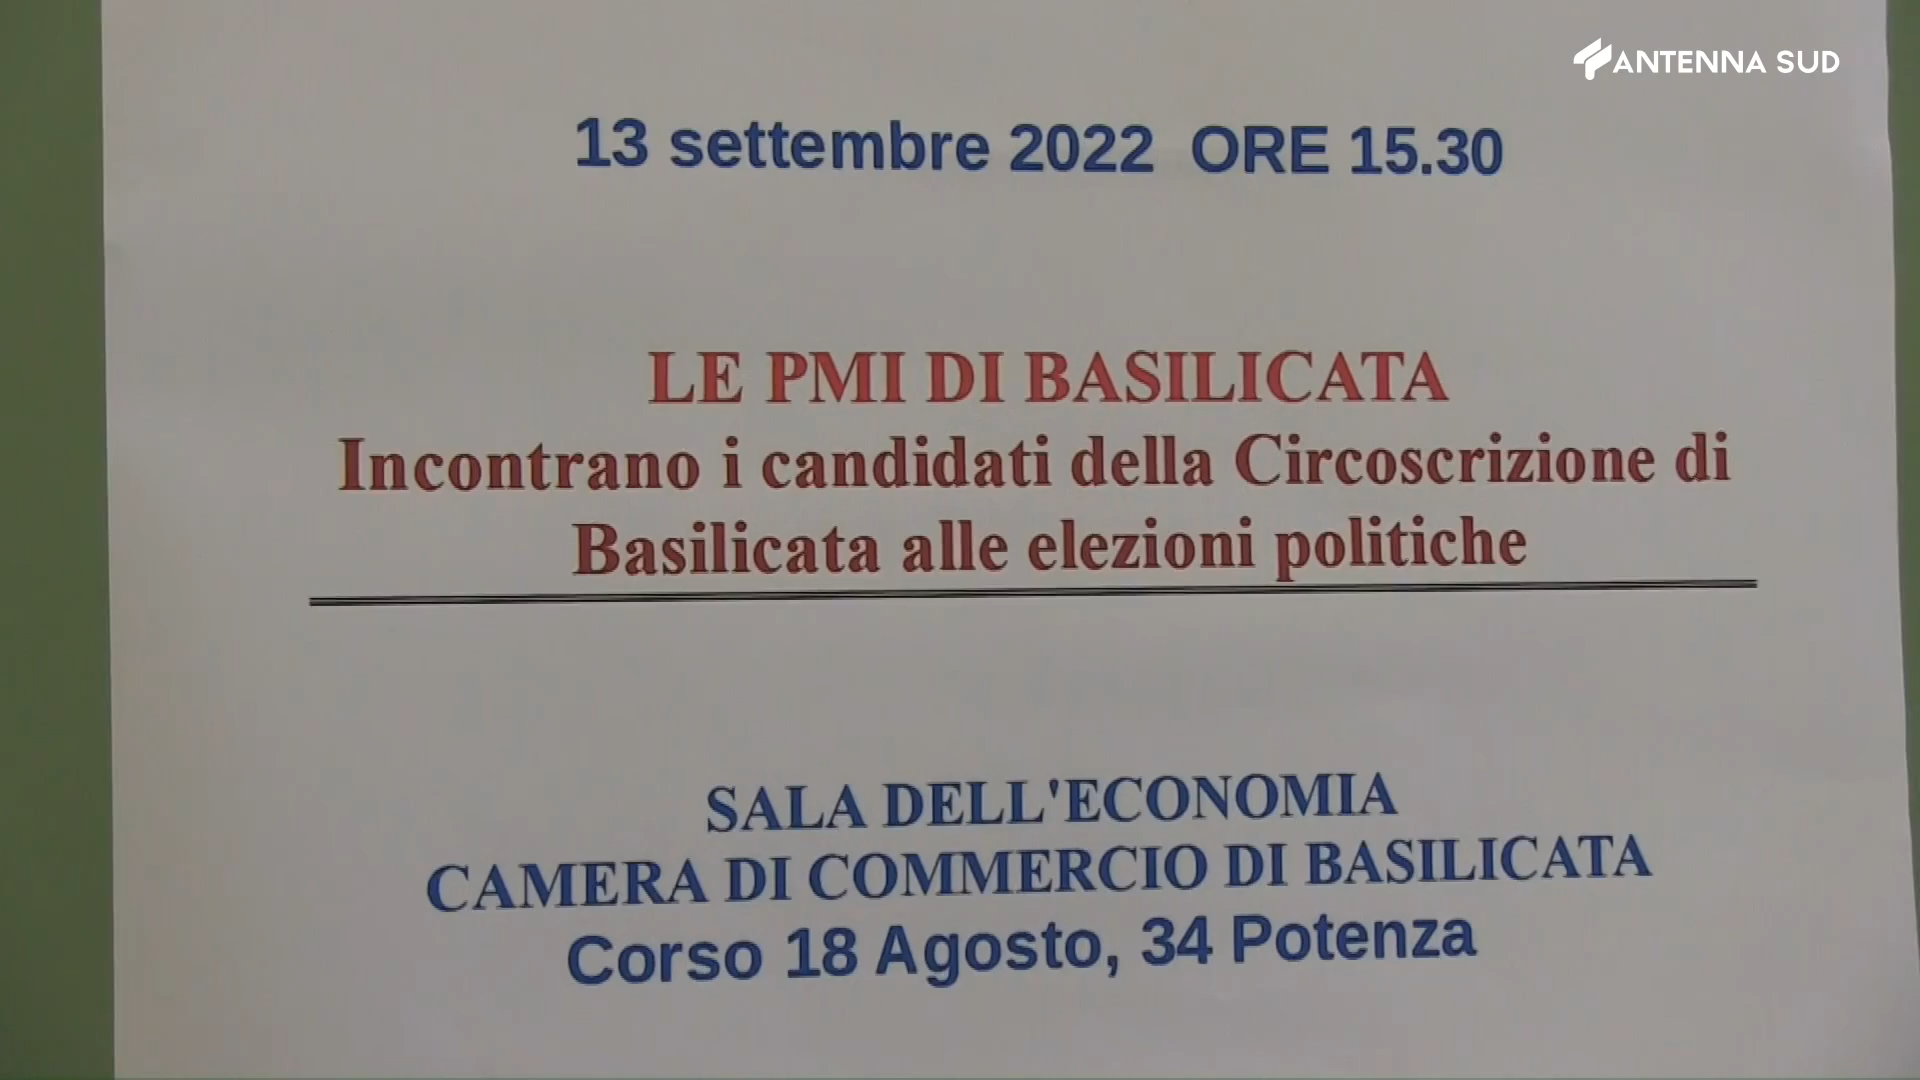 ANTENNA SUD
13 settembre 2022 ORE 15.30
LE PMI DI BASILICATA
Incontrano i candidati della Circoscrizione di
Basilicata alle elezioni politiche
SALA DELL'ECONOMIA
CAMERA DI COMMERCIO DI BASILICATA
Corso 18 Agosto, 34 Potenza